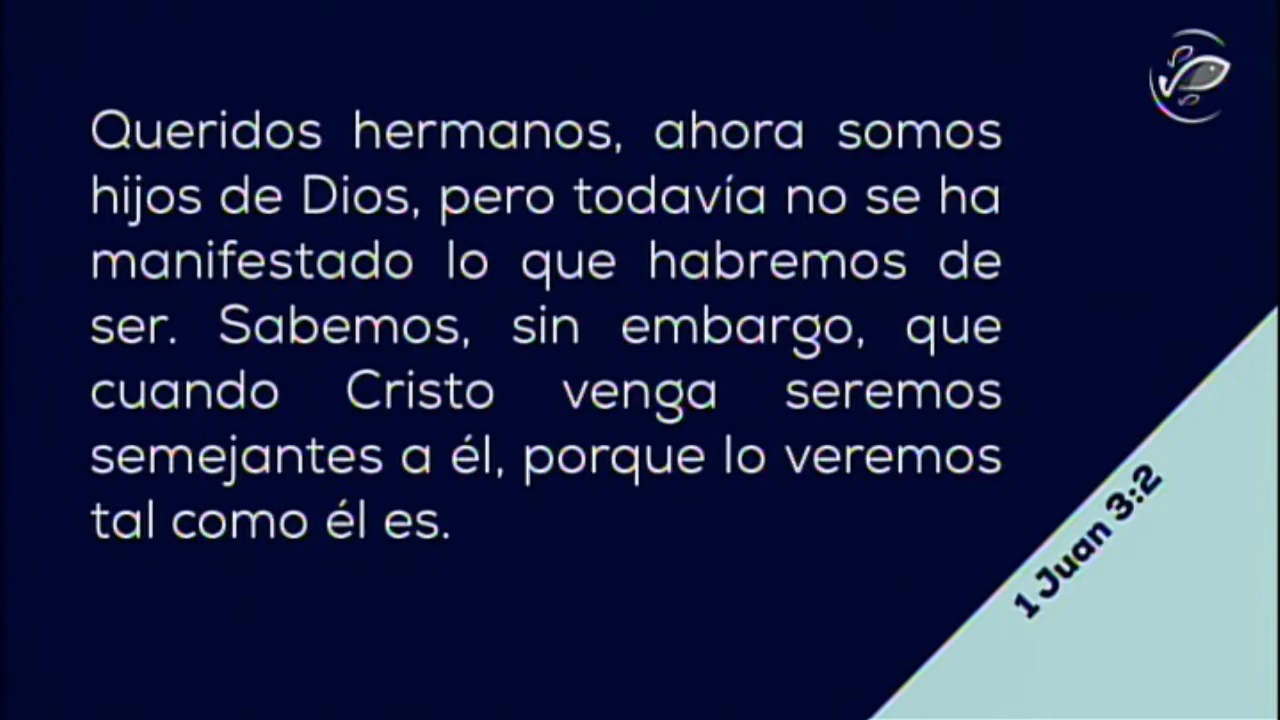 Queridos hermanos, ahora somos
hijos de Dios, pero todavía no se ha
manifestado lo que habremos de
ser. Sabemos, sin embargo, que
cuando Cristo venga seremos
semejantes a él, porque lo veremos
tal como él es.
1 Juan 3:2